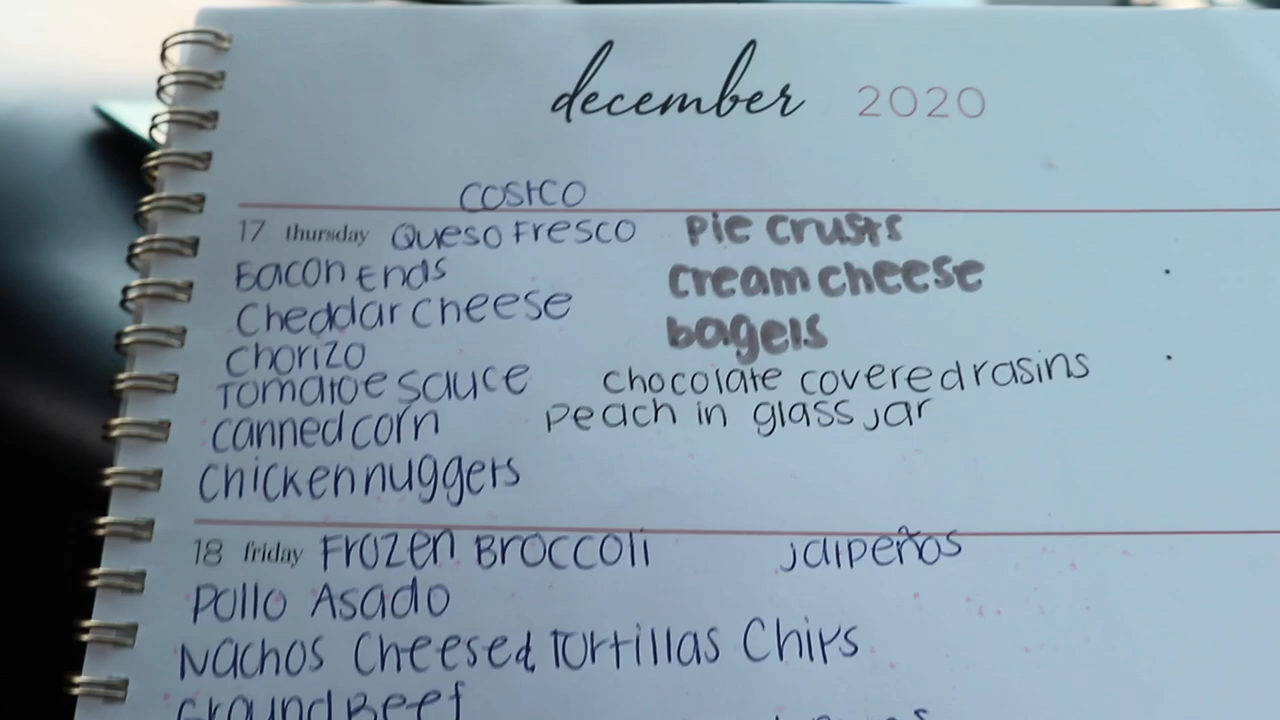 december 2020
COSTCO
17 thursday Queso Fresco Pie crusts
Bacon Ends cream cheese
Cheddar cheese bagels
Chorizo
Tomatoe sauce chocolate covered rasins
canned corn Peach in glass jar
Chicken nuggets
18 friday Frozen Broccoli Jalpeños
Pollo Asado
Nachos Cheese & Tortillas Chips
Ground Beef